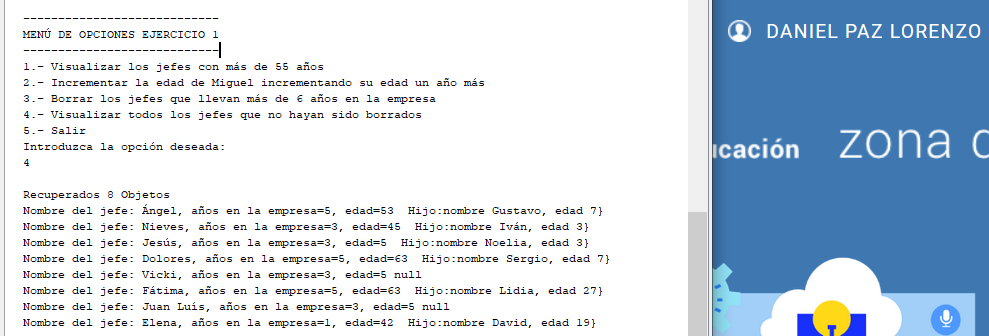 ----------------------------
MENÚ DE OPCIONES EJERCICIO 1
----------------------------
1.- Visualizar los jefes con más de 55 años
2.- Incrementar la edad de Miguel incrementando su edad un año más
3.- Borrar los jefes que llevan más de 6 años en la empresa
4.- Visualizar todos los jefes que no hayan sido borrados
5.- Salir
Introduzca la opción deseada:
4
Recuperados 8 Objetos
Nombre del jefe: Ángel, años en la empresa=5, edad=53  Hijo:nombre Gustavo, edad 7}
Nombre del jefe: Nieves, años en la empresa=3, edad=45  Hijo:nombre Iván, edad 3}
Nombre del jefe: Jesús, años en la empresa=3, edad=5  Hijo:nombre Noelia, edad 3}
Nombre del jefe: Dolores, años en la empresa=5, edad=63  Hijo:nombre Sergio, edad 7}
Nombre del jefe: Vicki, años en la empresa=3, edad=5 null
Nombre del jefe: Fátima, años en la empresa=5, edad=63  Hijo:nombre Lidia, edad 27}
Nombre del jefe: Juan Luís, años en la empresa=3, edad=5 null
Nombre del jefe: Elena, años en la empresa=1, edad=42  Hijo:nombre David, edad 19}
DANIEL PAZ LORENZO
ucación zona d